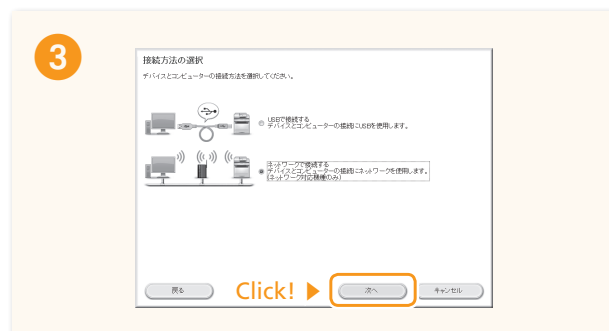 3
接続方法の選択
デバイスとコンピューターの接続方法を選択してください。
USBで接続する
デバイスとコンピューターの接続にUSBを使用します。
ネットワークで接続する
デバイスとコンピューターの接続にネットワークを使用します。
(ネットワーク対応機種のみ)
戻る
Click!
次へ
キャンセル